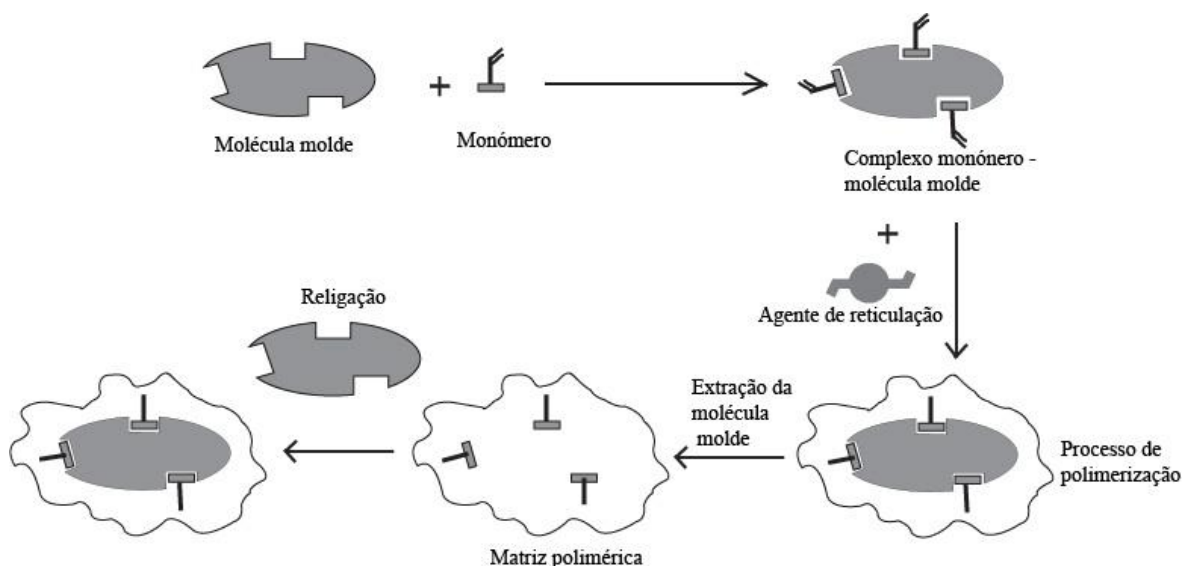 Molécula molde
Monómero
Complexo monónero -
molécula molde
Agente de reticulação
Religação
Extração da
molécula
molde
Processo de
polimerização
Matriz polimérica